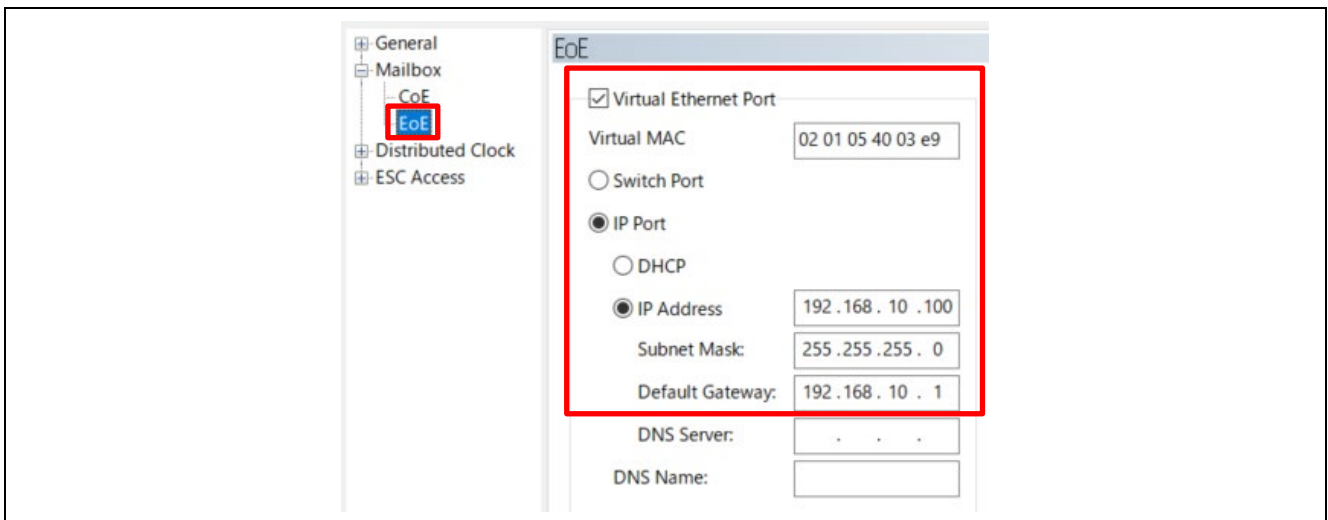 General
Mailbox
CoE
EoE
Distributed Clock
ESC Access
EoE
Virtual Ethernet Port
Virtual MAC 02 01 05 40 03 e9
Switch Port
IP Port
DHCP
IP Address 192 . 168 . 10 . 100
Subnet Mask: 255 . 255 . 255 . 0
Default Gateway: 192 . 168 . 10 . 1
DNS Server: . . .
DNS Name: